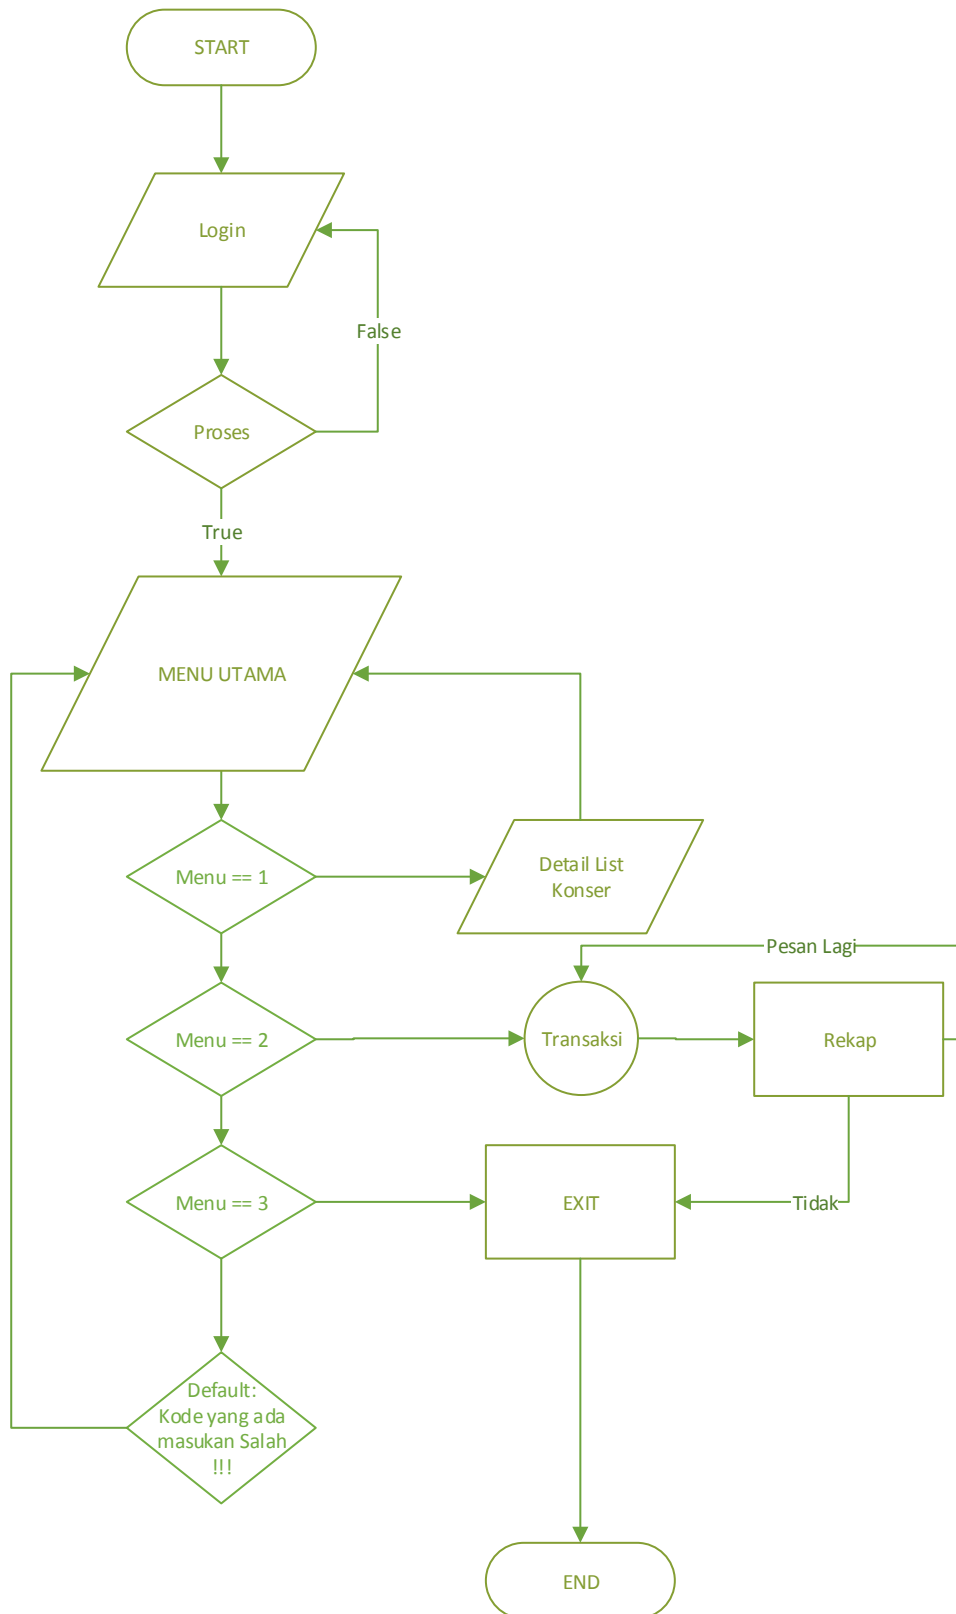 START
Login
False
Proses
True
MENU UTAMA
Menu == 1
Detail List
Konser
Pesan Lagi
Menu == 2
Transaksi
Rekap
Menu == 3
EXIT
Tidak
Default:
Kode yang ada
masukan Salah
!!!
END